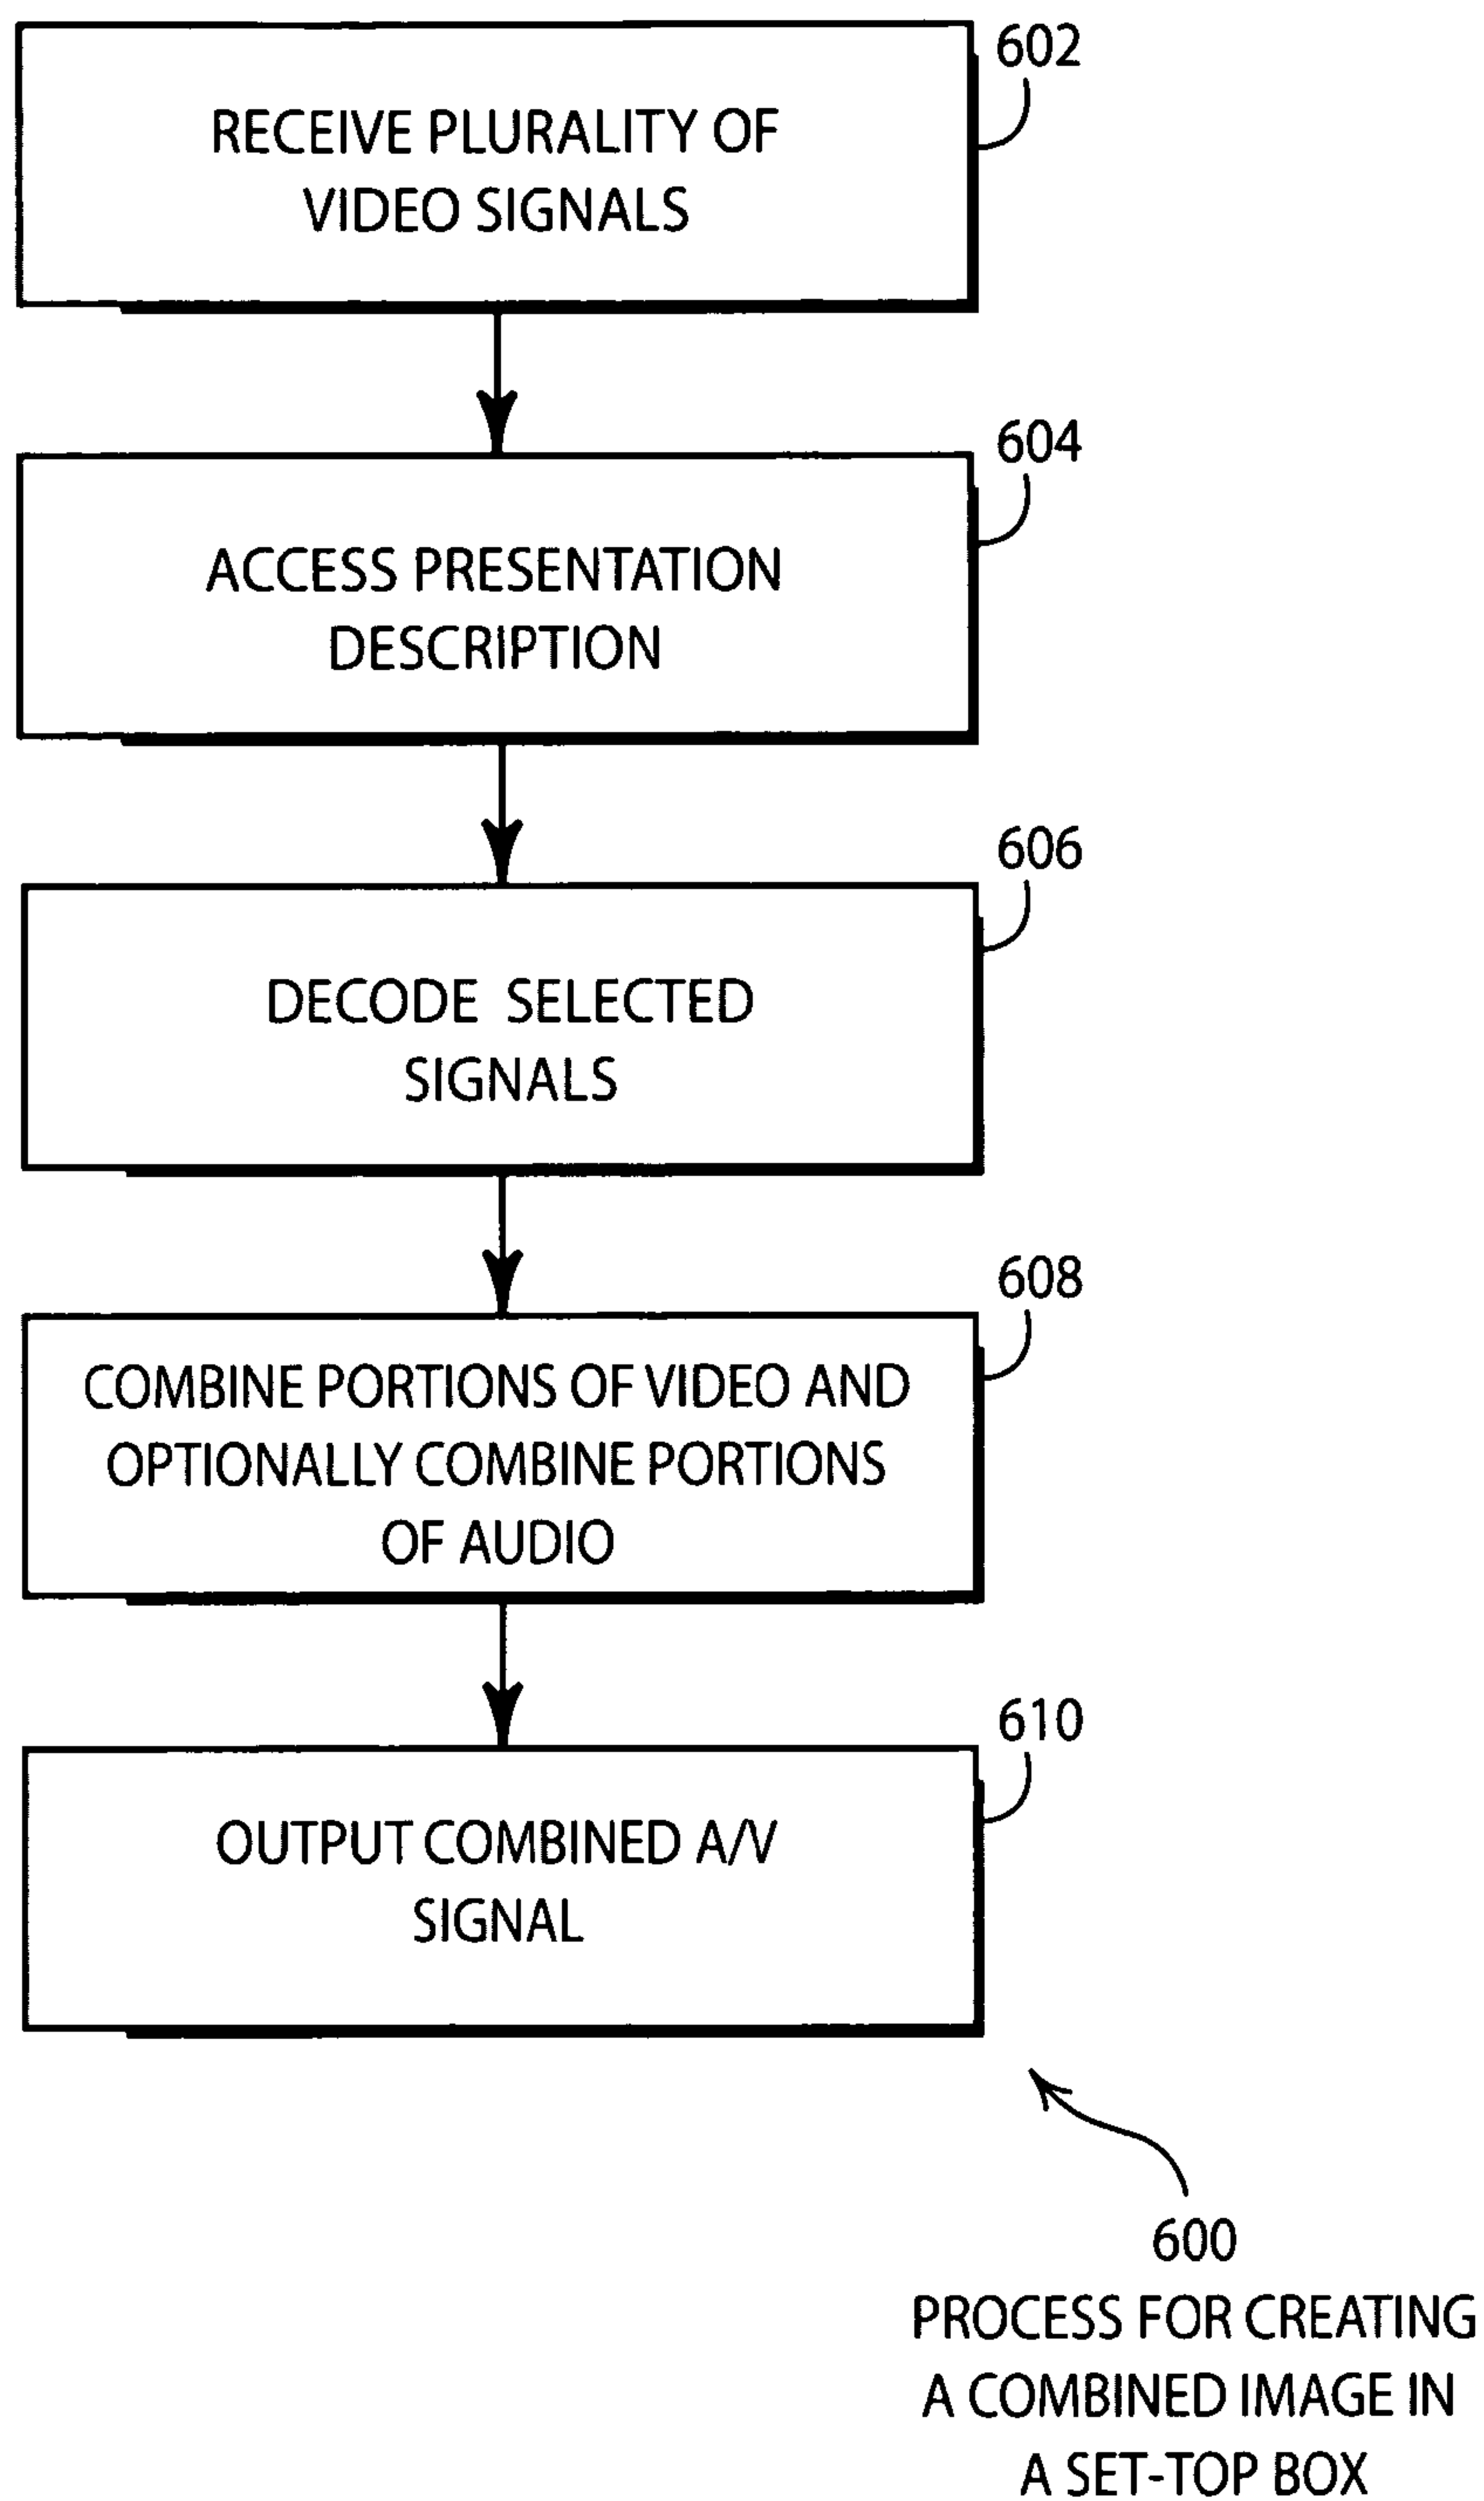 602
RECEIVE PLURALITY OF
VIDEO SIGNALS
604
ACCESS PRESENTATION
DESCRIPTION
606
DECODE SELECTED
SIGNALS
608
COMBINE PORTIONS OF VIDEO AND
OPTIONALLY COMBINE PORTIONS
OF AUDIO
610
OUTPUT COMBINED A/V
SIGNAL
600
PROCESS FOR CREATING
A COMBINED IMAGE IN
A SET-TOP BOX